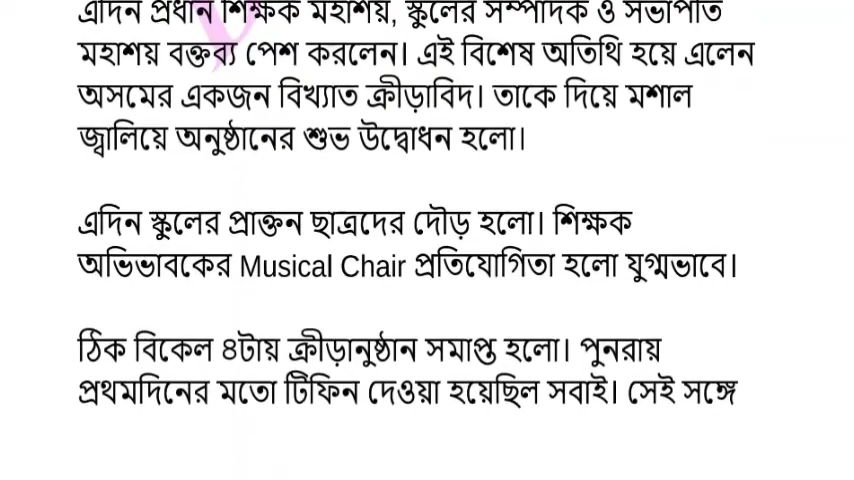 এদিন প্রধান শিক্ষক মহাশয়, স্কুলের সম্পাদক ও সভাপতি
মহাশয় বক্তব্য পেশ করলেন। এই বিশেষ অতিথি হয়ে এলেন
অসমের একজন বিখ্যাত ক্রীড়াবিদ। তাকে দিয়ে মশাল
জ্বালিয়ে অনুষ্ঠানের শুভ উদ্বোধন হলো।
এদিন স্কুলের প্রাক্তন ছাত্রদের দৌড় হলো। শিক্ষক
অভিভাবকের Musical Chair প্রতিযোগিতা হলো যুগ্মভাবে।
ঠিক বিকেল ৪টায় ক্রীড়ানুষ্ঠান সমাপ্ত হলো। পুনরায়
প্রথমদিনের মতো টিফিন দেওয়া হয়েছিল সবাই। সেই সঙ্গে